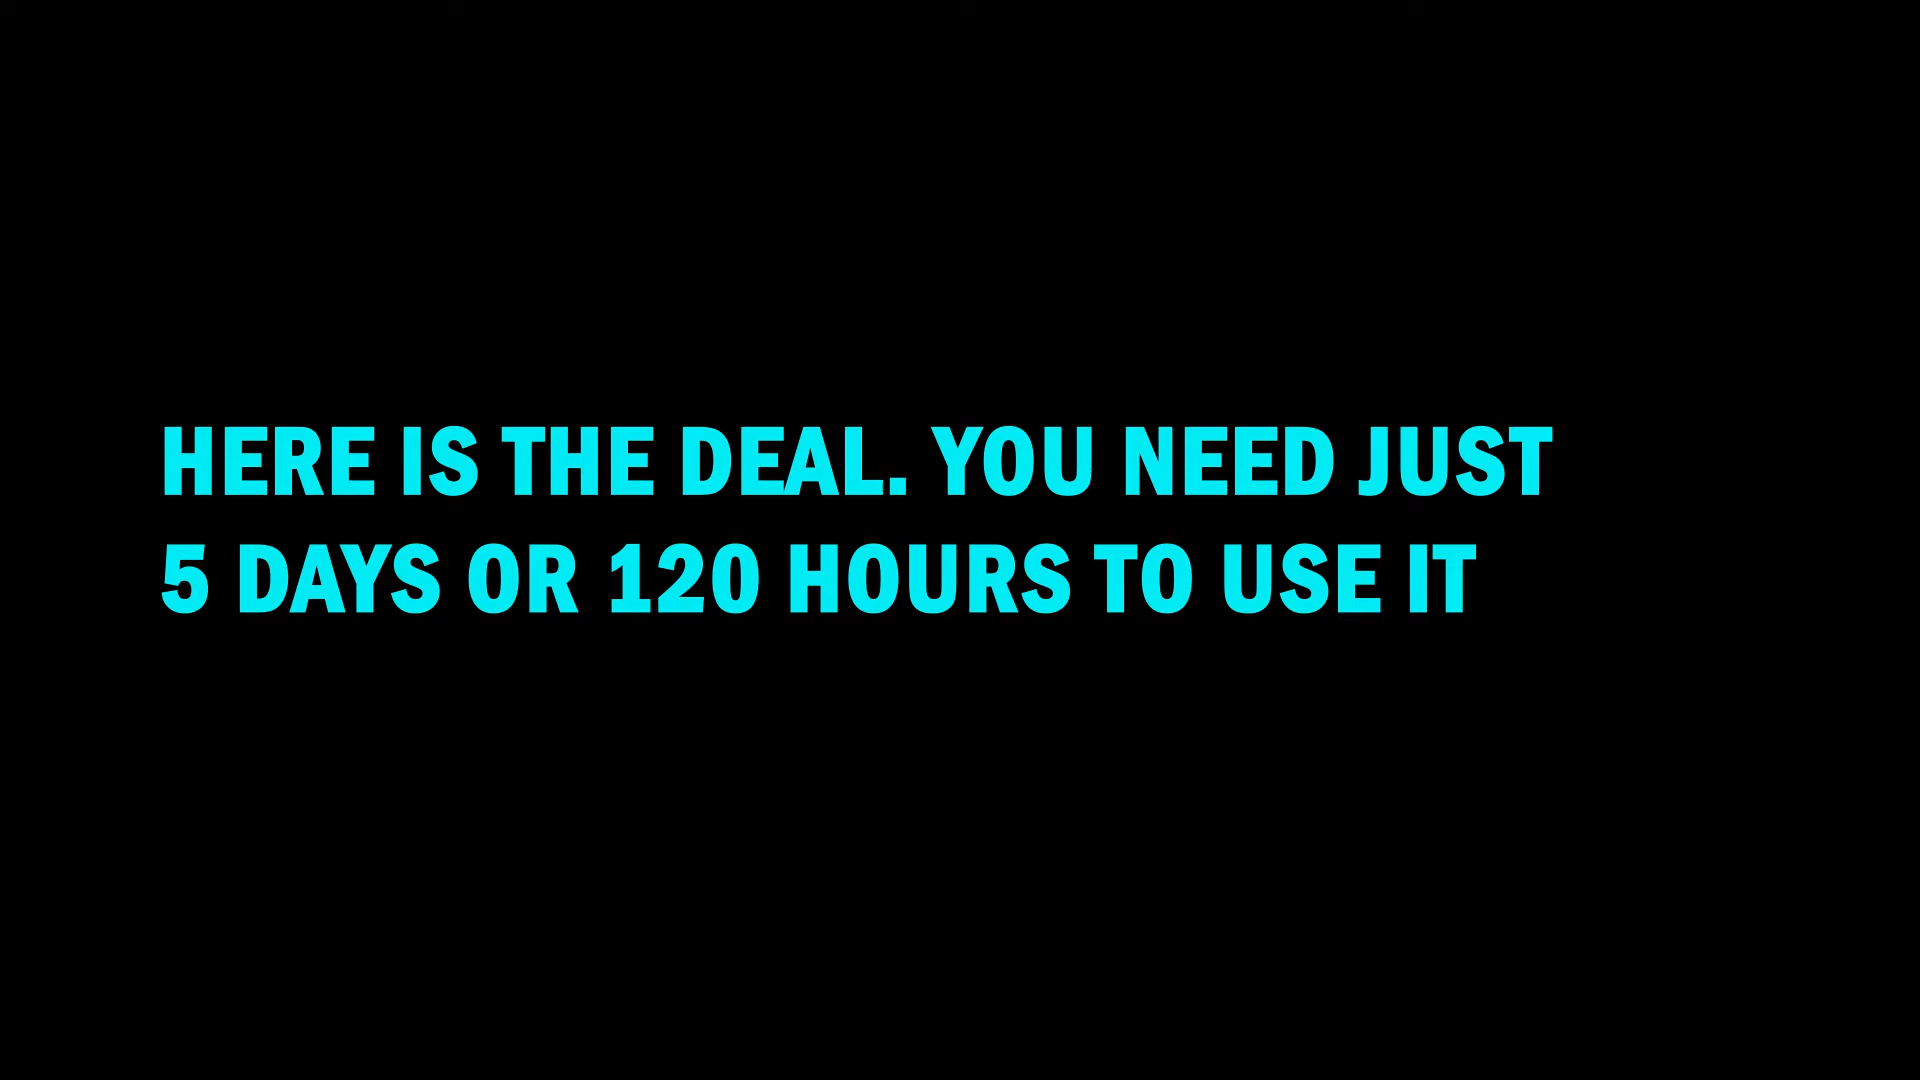 HERE IS THE DEAL. YOU NEED JUST
5 DAYS OR 120 HOURS TO USE IT